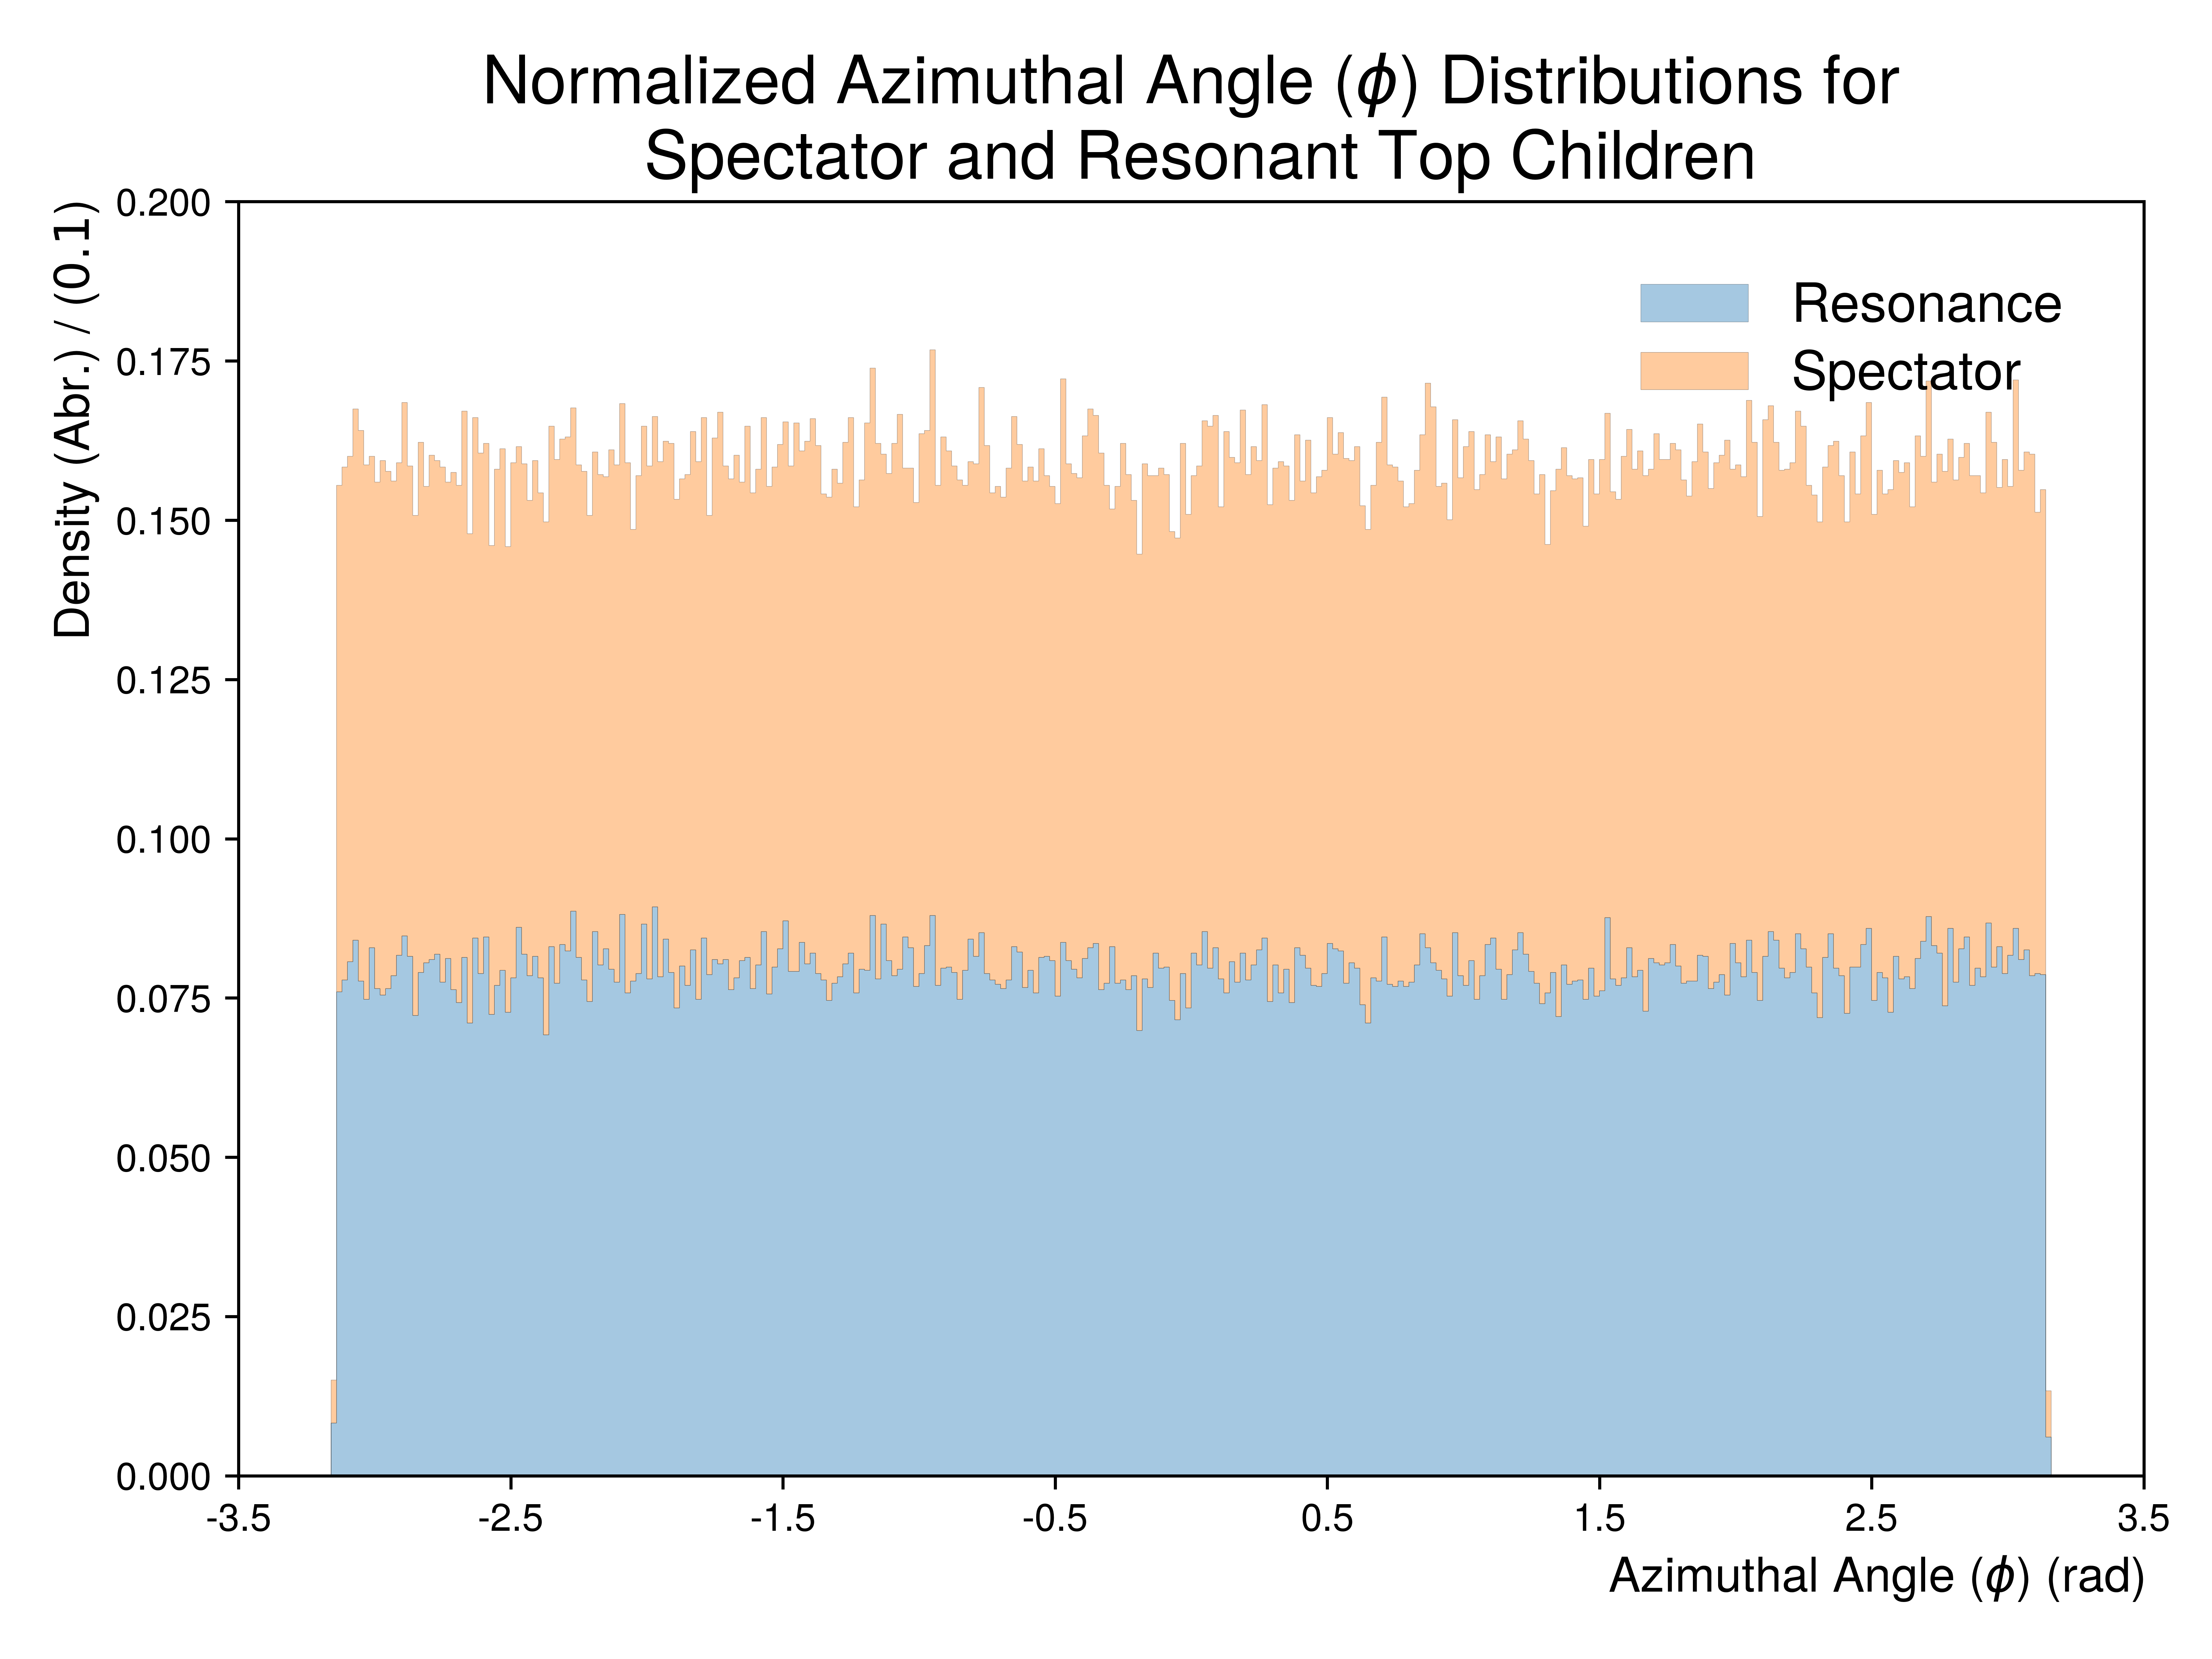 Normalized Azimuthal Angle (ϕ) Distributions for
Spectator and Resonant Top Children
Density (Abr.) / (0.1)
0.200
0.175
0.150
0.125
0.100
0.075
0.050
0.025
0.000
Resonance
Spectator
-3.5
-2.5
-1.5
-0.5
0.5
1.5
2.5
3.5
Azimuthal Angle (ϕ) (rad)